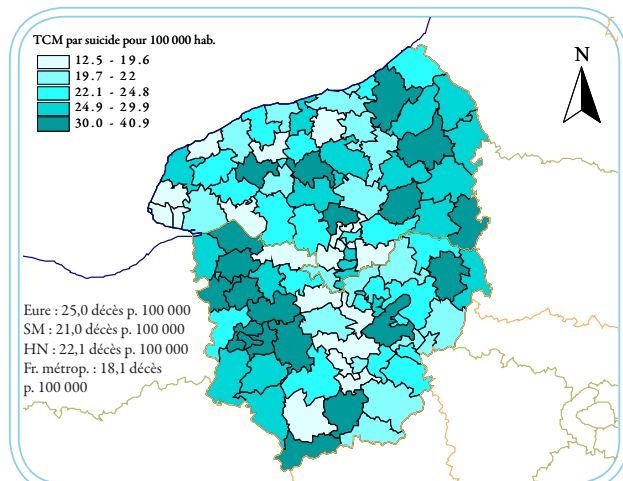 TCM par suicide pour 100 000 hab.
12.5 - 19.6
19.7 - 22
22.1 - 24.8
24.9 - 29.9
30.0 - 40.9
N
Eure : 25,0 décès p. 100 000
SM : 21,0 décès p. 100 000
HN : 22,1 décès p. 100 000
Fr. métrop. : 18,1 décès
p. 100 000